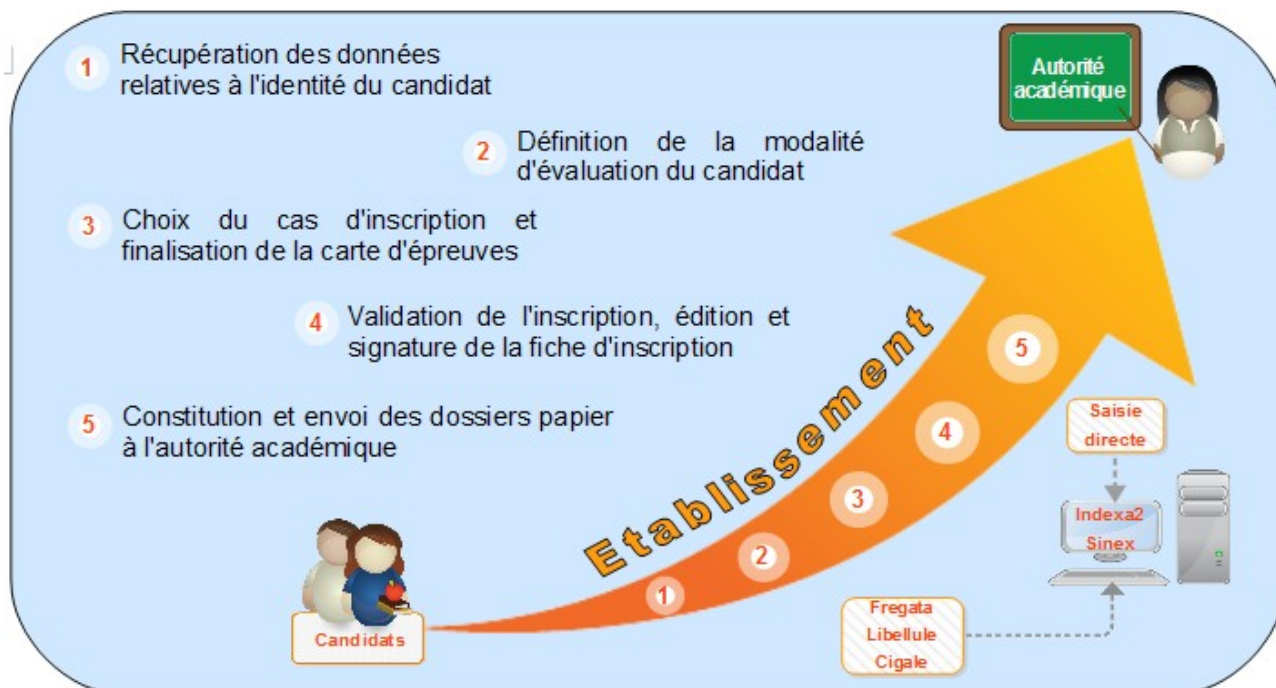 1
Récupération des données
relatives à l'identité du candidat
Autorité
académique
2
Définition de la modalité
d'évaluation du candidat
3
Choix du cas d'inscription et
finalisation de la carte d'épreuves
4
Validation de l'inscription, édition et
signature de la fiche d'inscription
5
Constitution et envoi des dossiers papier
à l'autorité académique
Etablissement
1
2
3
4
5
Candidats
Saisie
directe
Indexa2
Sinex
Fregata
Libellule
Cigale